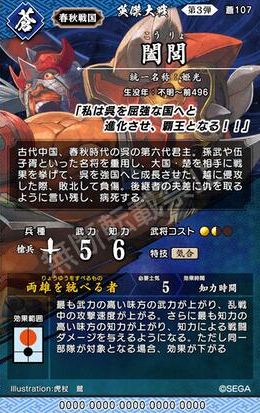 蒼
春秋戦国
英傑大戦
第3弾
蒼107
こうりょ
闔閭
統一名称:姫光
生没年:不明~前496
「私は呉を屈強な国へと
進化させ、覇王となる!!」
古代中国、春秋時代の呉の第六代君主。孫武や伍
子胥といった名将を重用し、大国・楚を相手に戦
果を挙げて、呉を強国へと成長させた。越に侵攻
した際、敗北して負傷。後継者の夫差に仇を取る
ように言い残し、病死する。
兵種
武力
知力
武将コスト
槍兵
5
6
特技
気合
りょうゆうをすべるもの
両雄を統べる者
必要士気
5
効果時間
知力時間
効果範囲
最も武力の高い味方の武力が上がり、乱戦
中の攻撃速度が上がる。さらに最も知力の
高い味方の知力が上がり、知力による戦闘
ダメージを与えるようになる。ただし同一
部隊が対象となる場合、効果が下がる
Illustration:虎杖 鷲
©SEGA
0000-0000-0000-0000-0000